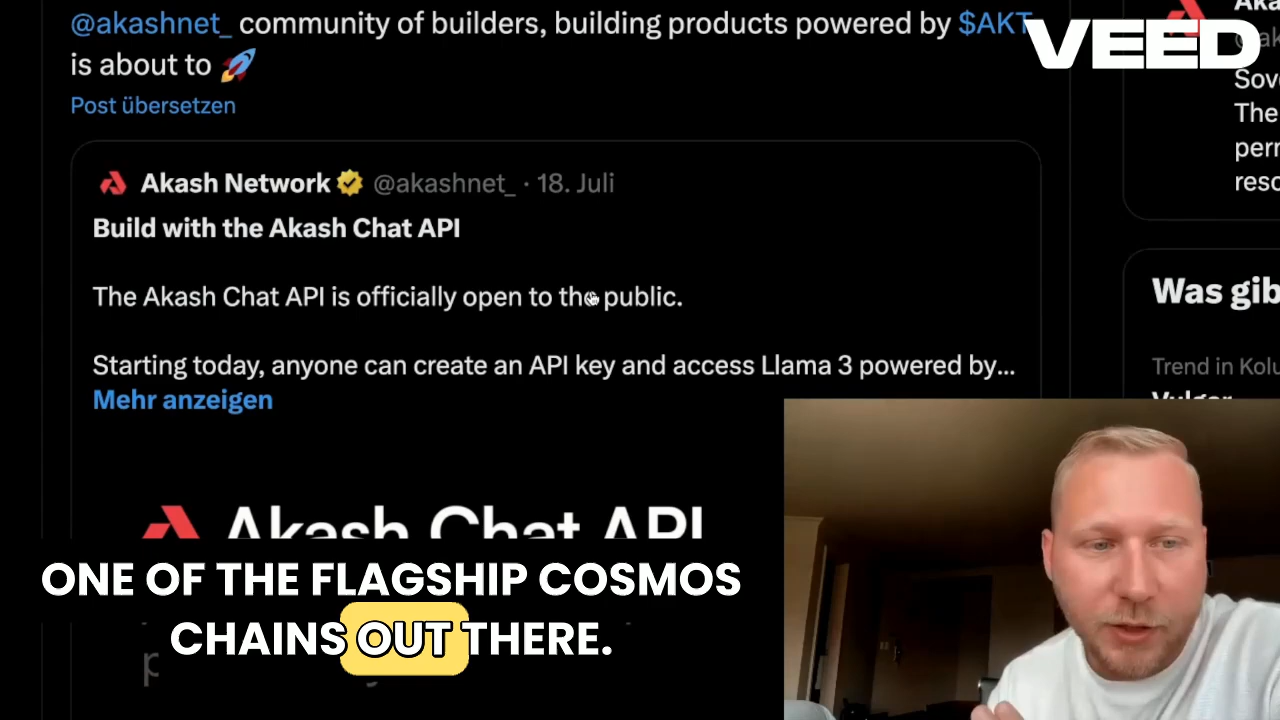 @akashnet_ community of builders, building products powered by $AKT
is about to 🚀
Post übersetzen
VEED
Akash Network @akashnet_ · 18. Juli
Build with the Akash Chat API
The Akash Chat API is officially open to the public.
Starting today, anyone can create an API key and access Llama 3 powered by...
Mehr anzeigen
Akash Chat API
ONE OF THE FLAGSHIP COSMOS
CHAINS OUT THERE.
The
Was gib
Trend in Kolu